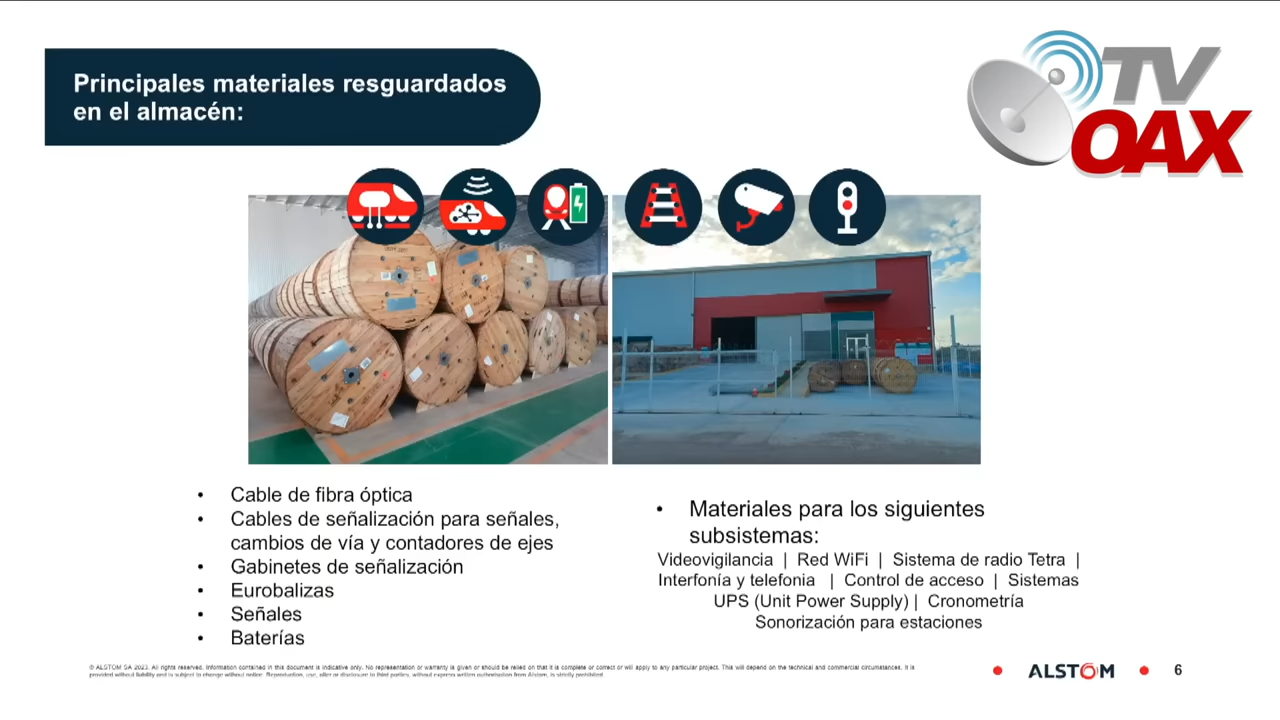 Principales materiales resguardados
en el almacén:
TV
OAX
• Cable de fibra óptica
• Cables de señalización para señales,
cambios de vía y contadores de ejes
• Gabinetes de señalización
• Eurobalizas
• Señales
• Baterías
• Materiales para los siguientes
subsistemas:
Videovigilancia | Red WiFi | Sistema de radio Tetra |
Interfonía y telefonia | Control de acceso | Sistemas
UPS (Unit Power Supply) | Cronometría
Sonorización para estaciones
© ALSTOM SA 2023. All rights reserved. Information contained in this document is indicative only. No representation or warranty is given or should be relied on that it is complete or correct or will apply to any particular project. This will depend on the technical and commercial circumstances. It is
provided without liability and is subject to change without notice. Reproduction, use, alter or disclosure to third parties, without express written authorisation from Alstom, is strictly prohibited.
ALSTOM
6